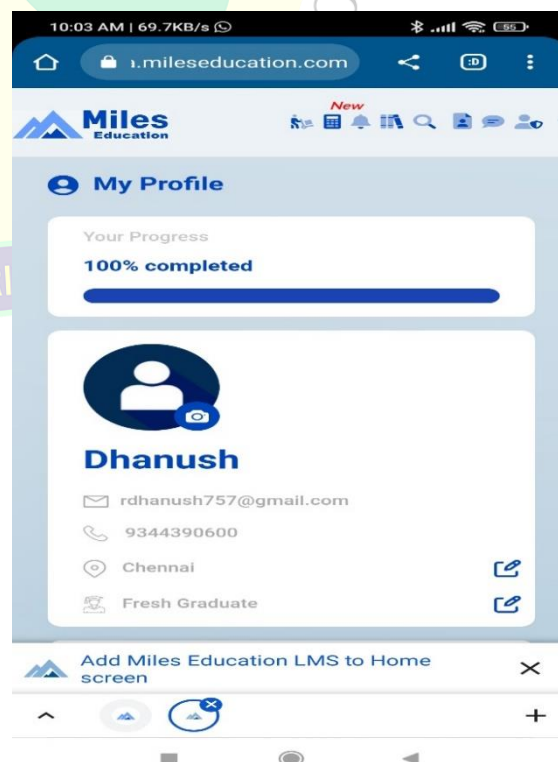 10:03 AM | 69.7KB/s
55
ı.mileseducation.com
:D
Miles
Education
New
My Profile
Your Progress
100% completed
Dhanush
rdhanush757@gmail.com
9344390600
Chennai
Fresh Graduate
Add Miles Education LMS to Home
screen